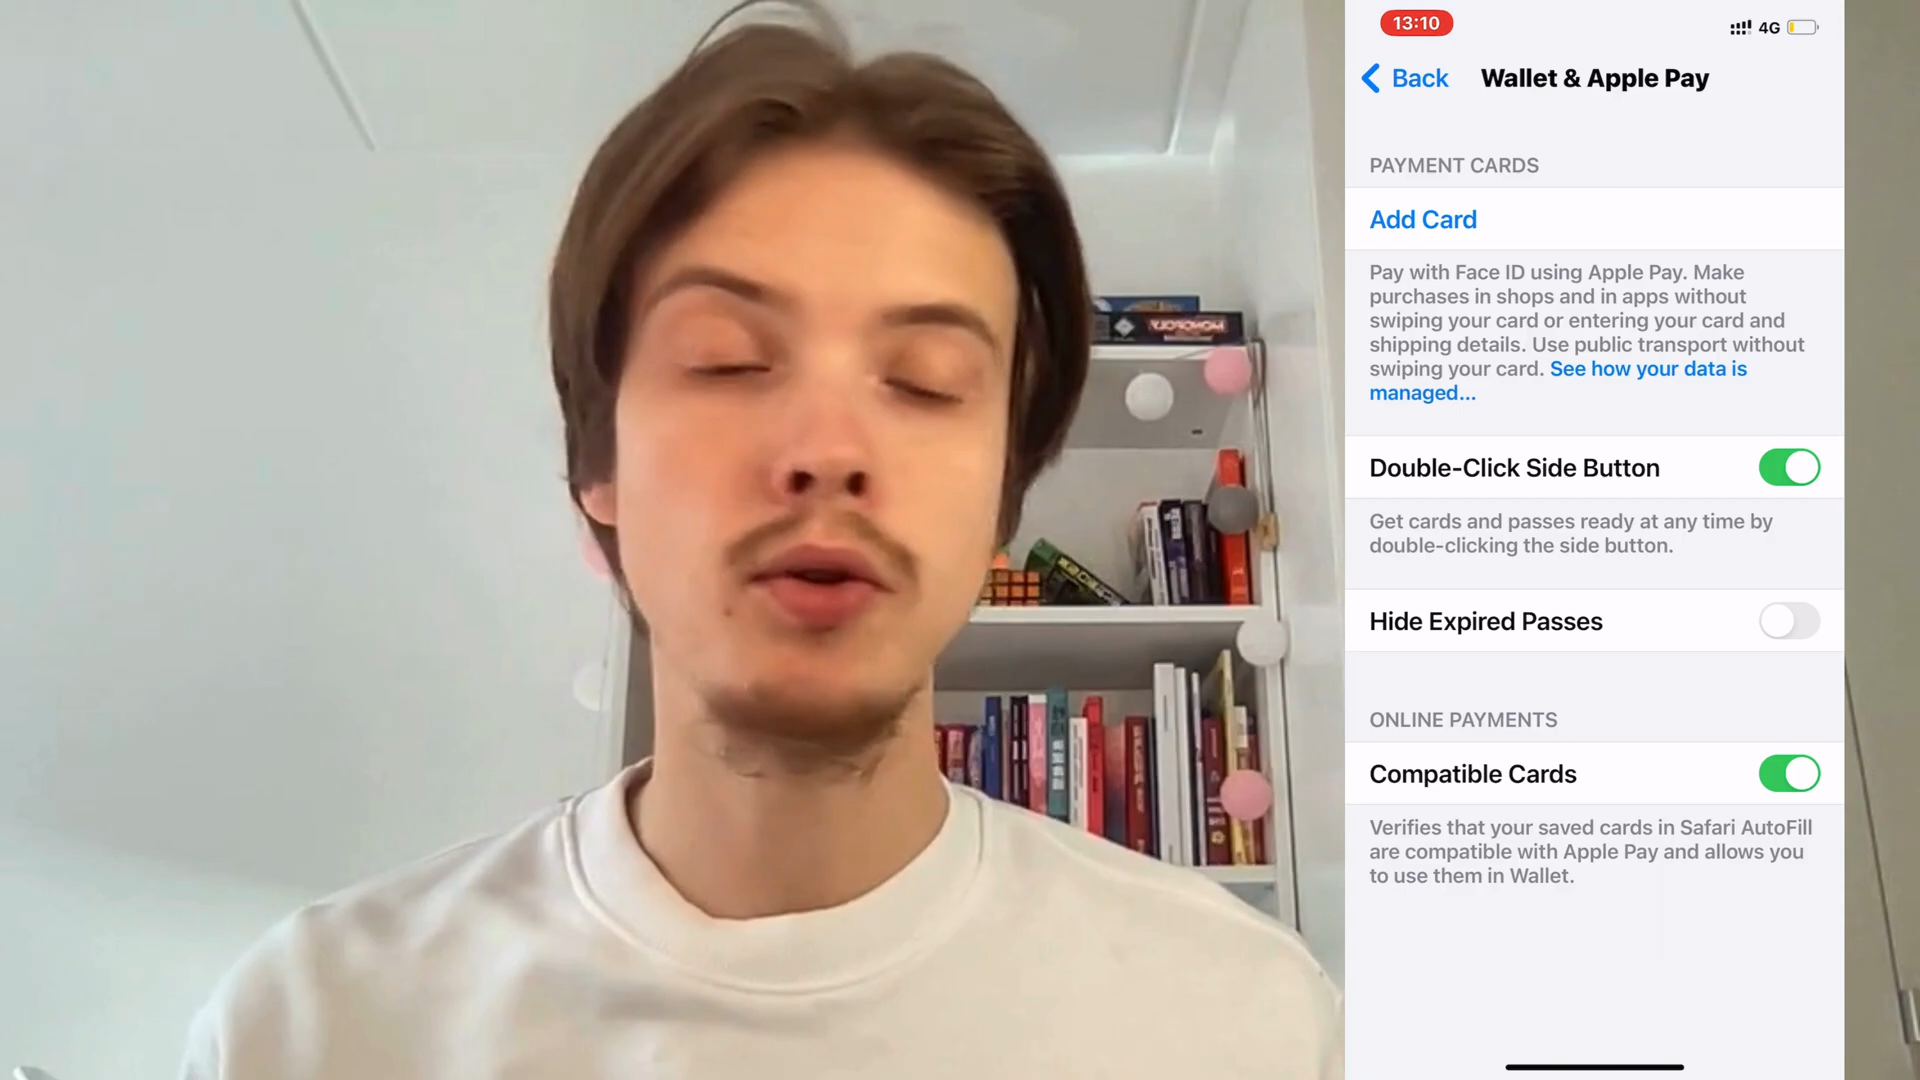 13:10
4G
Back
Wallet & Apple Pay
PAYMENT CARDS
Add Card
Pay with Face ID using Apple Pay. Make
purchases in shops and in apps without
swiping your card or entering your card and
shipping details. Use public transport without
swiping your card. See how your data is
managed...
Double-Click Side Button
Get cards and passes ready at any time by
double-clicking the side button.
Hide Expired Passes
ONLINE PAYMENTS
Compatible Cards
Verifies that your saved cards in Safari AutoFill
are compatible with Apple Pay and allows you
to use them in Wallet.
MONOPOLY